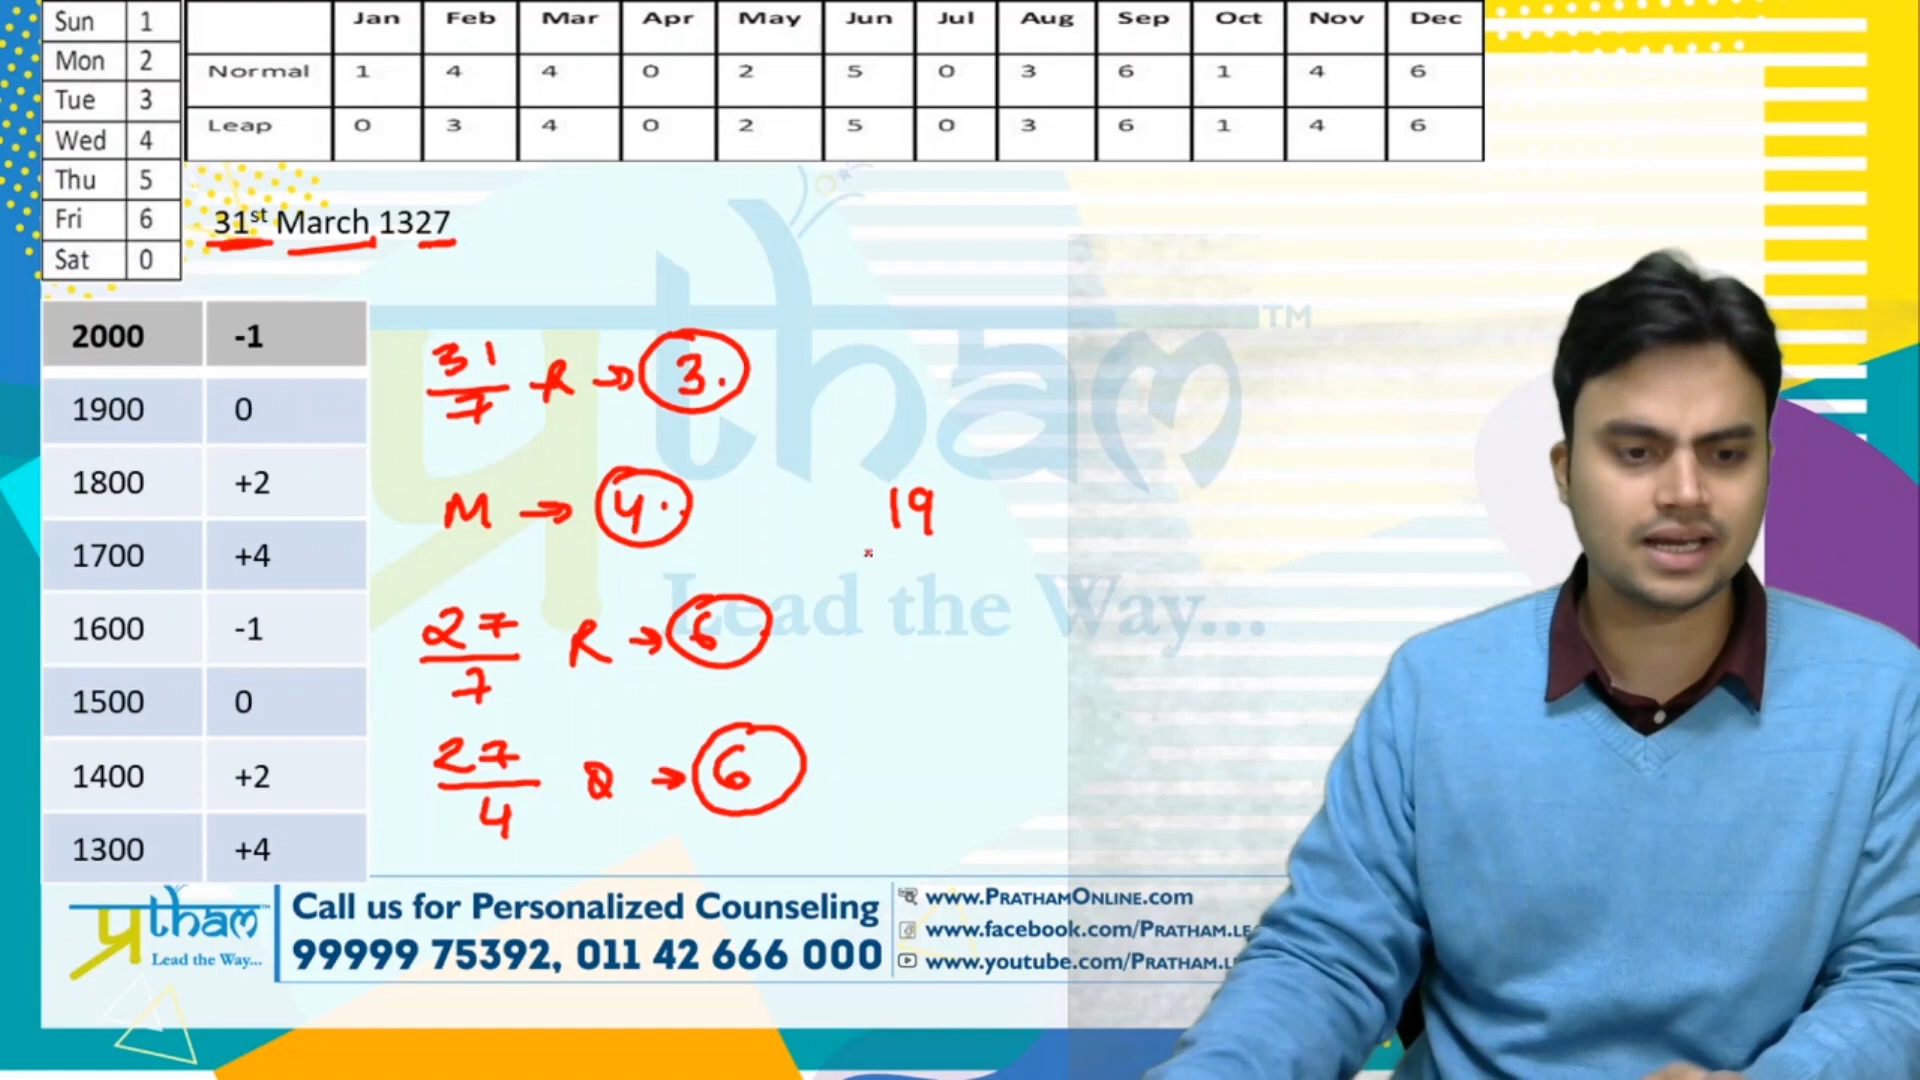 Sun 1
Mon 2
Tue 3
Wed 4
Thu 5
Fri 6
Sat 0
Jan Feb Mar Apr May Jun Jul Aug Sep Oct Nov Dec
Normal 1 4 4 0 2 5 0 3 6 1 4 6
Leap 0 3 4 0 2 5 0 3 6 1 4 6
31st March 1327
2000 -1
1900 0
1800 +2
1700 +4
1600 -1
1500 0
1400 +2
1300 +4
31/7 R → 3.
M → 4.
19
27/7 R → 6
27/4 Q → 6
प्रtham TM
Lead the Way...
प्रtham
Lead the Way...
Call us for Personalized Counseling
99999 75392, 011 42 666 000
www.PrathamOnline.com
www.facebook.com/Pratham.le
www.youtube.com/Pratham.l